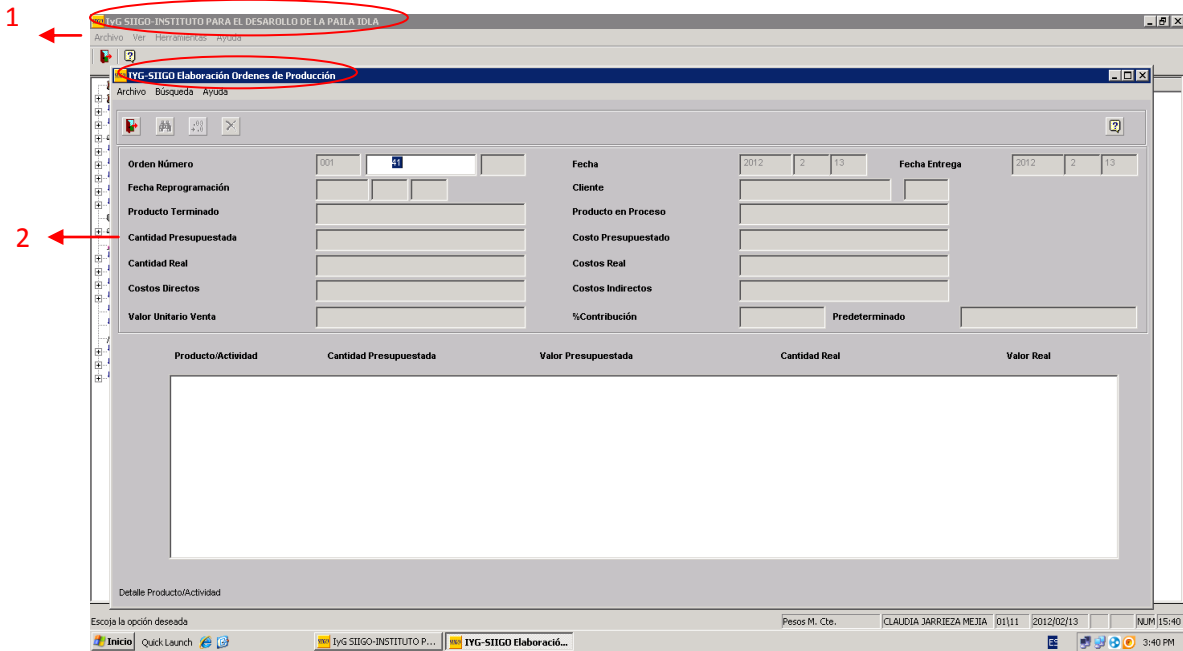 1
IyG SIIGO-INSTITUTO PARA EL DESAROLLO DE LA PAILA IDLA
Archivo Ver Herramientas Ayuda
IYG-SIIGO Elaboración Ordenes de Producción
Archivo Búsqueda Ayuda
Orden Número 001 41 Fecha 2012 2 13 Fecha Entrega 2012 2 13
Fecha Reprogramación Cliente
Producto Terminado Producto en Proceso
2 Cantidad Presupuestada Costo Presupuestado
Cantidad Real Costos Real
Costos Directos Costos Indirectos
Valor Unitario Venta %Contribución Predeterminado
Producto/Actividad Cantidad Presupuestada Valor Presupuestada Cantidad Real Valor Real
Detalle Producto/Actividad
Escoja la opción deseada Pesos M. Cte. CLAUDIA JARRIEZA MEJIA 01\11 2012/02/13 NUM 15:40
Inicio Quick Launch IyG SIIGO-INSTITUTO P... IYG-SIIGO Elaboració... ES 3:40 PM